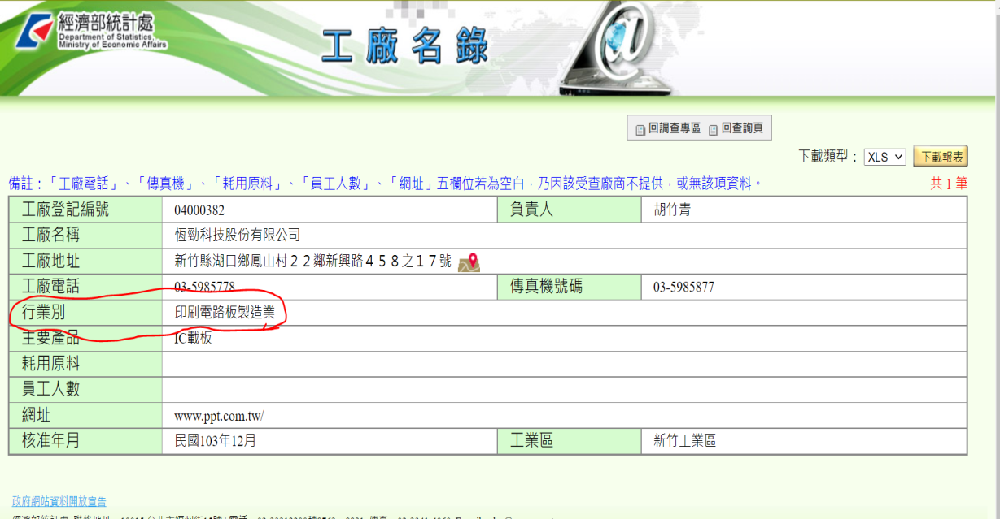 經濟部統計處
Department of Statistics,
Ministry of Economic Affairs
工廠名錄
@
回調查專區 回查詢頁
下載類型： XLS 下載報表
備註：「工廠電話」、「傳真機」、「耗用原料」、「員工人數」、「網址」五欄位若為空白，乃因該受查廠商不提供，或無該項資料。 共 1 筆
工廠登記編號 04000382 負責人 胡竹青
工廠名稱 恆勁科技股份有限公司
工廠地址 新竹縣湖口鄉鳳山村２２鄰新興路４５８之１７號
工廠電話 03-5985778 傳真機號碼 03-5985877
行業別 印刷電路板製造業
主要產品 IC載板
耗用原料
員工人數
網址 www.ppt.com.tw/
核准年月 民國103年12月 工業區 新竹工業區
政府網站資料開放宣告